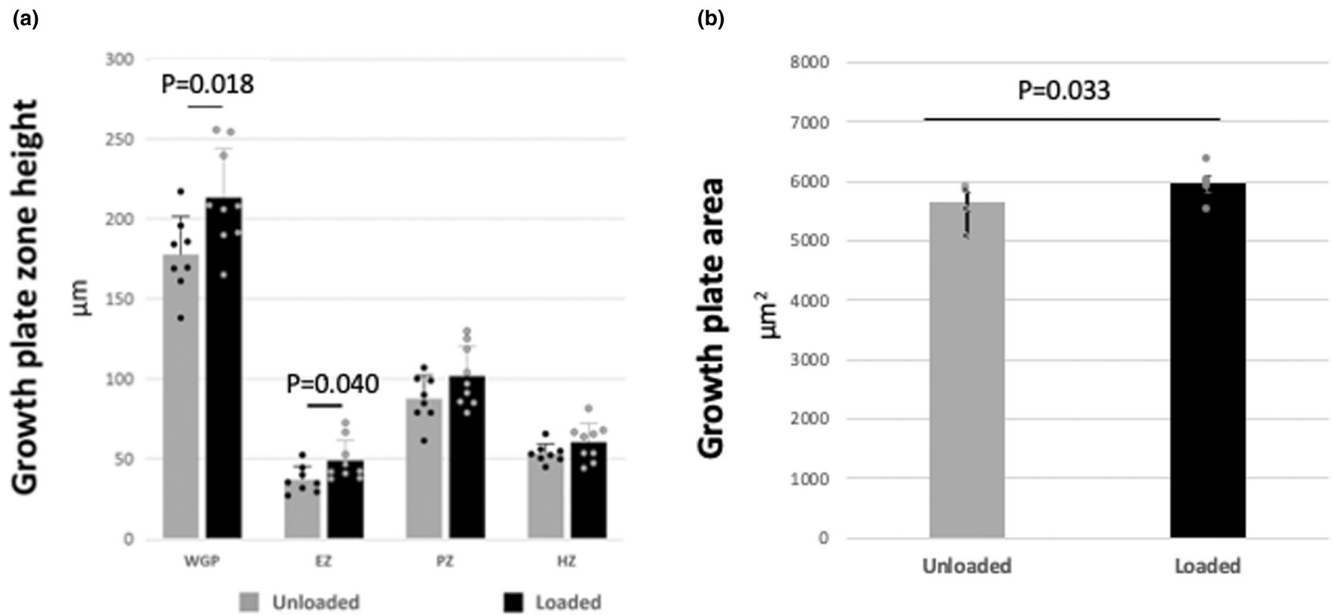 (a)
Growth plate zone height
μm
300
250
200
150
100
50
0
P=0.018
P=0.040
WGP
EZ
PZ
HZ
Unloaded
Loaded
(b)
Growth plate area
μm²
8000
7000
6000
5000
4000
3000
2000
1000
0
P=0.033
Unloaded
Loaded